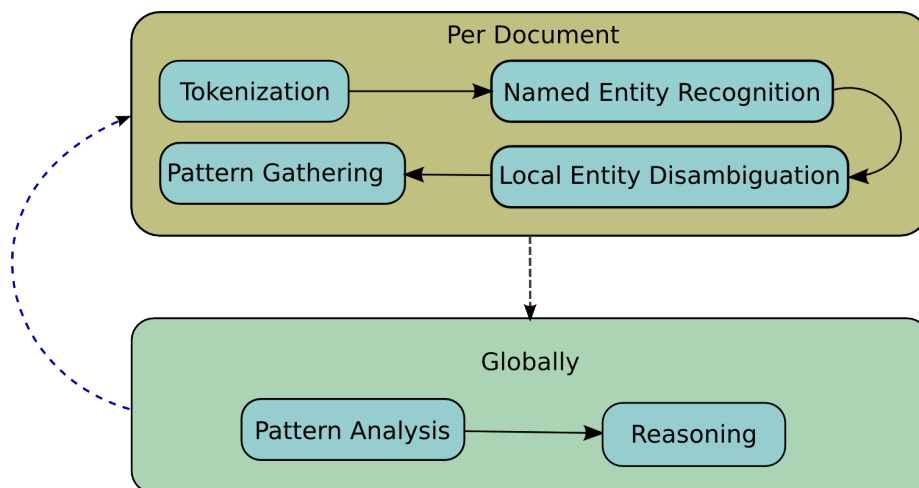 Per Document
Tokenization
Named Entity Recognition
Pattern Gathering
Local Entity Disambiguation
Globally
Pattern Analysis
Reasoning